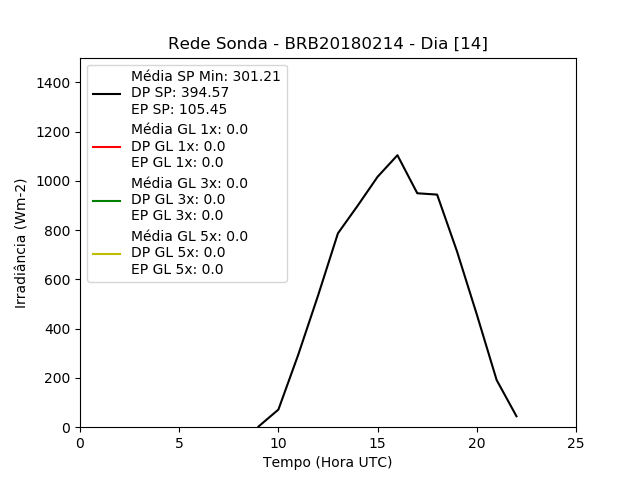 Rede Sonda - BRB20180214 - Dia [14]
Média SP Min: 301.21
DP SP: 394.57
EP SP: 105.45
Média GL 1x: 0.0
DP GL 1x: 0.0
EP GL 1x: 0.0
Média GL 3x: 0.0
DP GL 3x: 0.0
EP GL 3x: 0.0
Média GL 5x: 0.0
DP GL 5x: 0.0
EP GL 5x: 0.0
Irradiância (Wm-2)
1400
1200
1000
800
600
400
200
0
0 5 10 15 20 25
Tempo (Hora UTC)